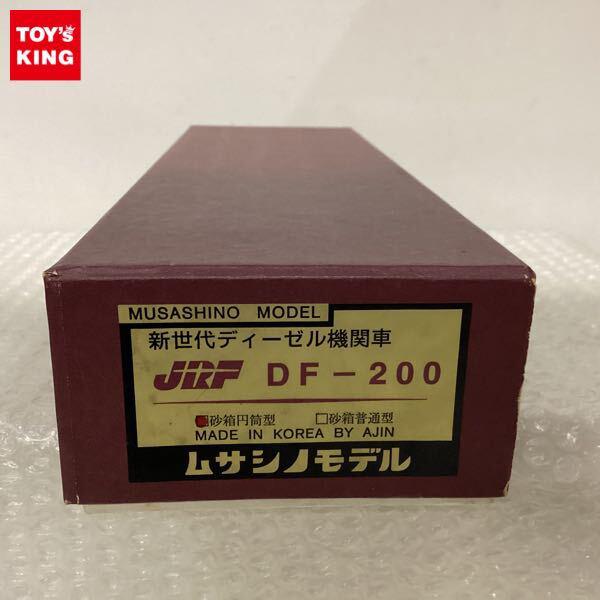 TOY'S
KING
MUSASHINO MODEL
新世代ディーゼル機関車
JRF DF-200
■砂箱円筒型 □砂箱普通型
MADE IN KOREA BY AJIN
ムサシノモデル